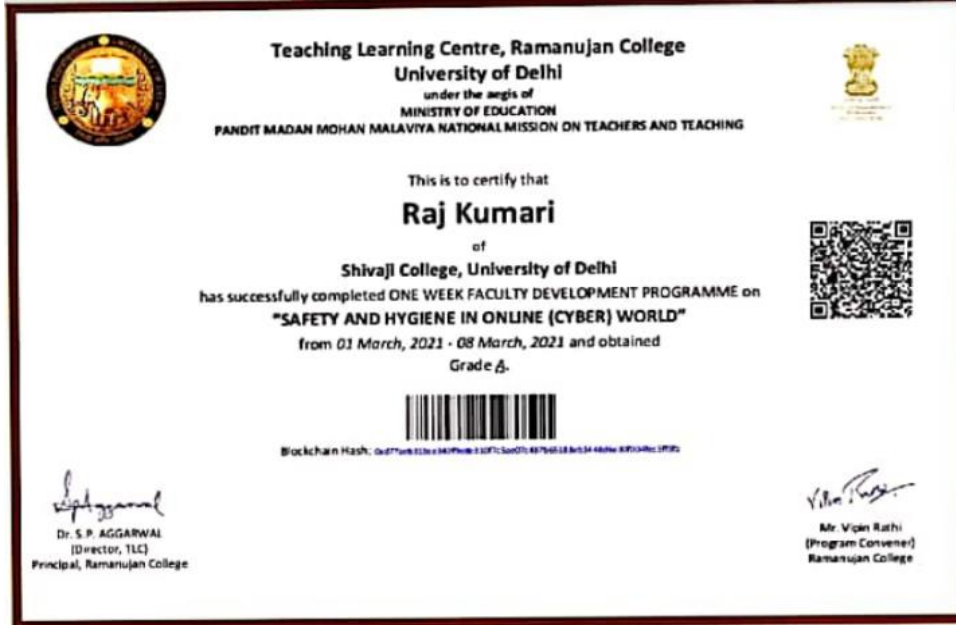 Teaching Learning Centre, Ramanujan College
University of Delhi
under the aegis of
MINISTRY OF EDUCATION
PANDIT MADAN MOHAN MALAVIYA NATIONAL MISSION ON TEACHERS AND TEACHING
This is to certify that
Raj Kumari
of
Shivaji College, University of Delhi
has successfully completed ONE WEEK FACULTY DEVELOPMENT PROGRAMME on
"SAFETY AND HYGIENE IN ONLINE (CYBER) WORLD"
from 01 March, 2021 - 08 March, 2021 and obtained
Grade A.
Blockchain Hash:
Dr. S.P. AGGARWAL
(Director, TLC)
Principal, Ramanujan College
Mr. Vipin Rathi
(Program Convener)
Ramanujan College